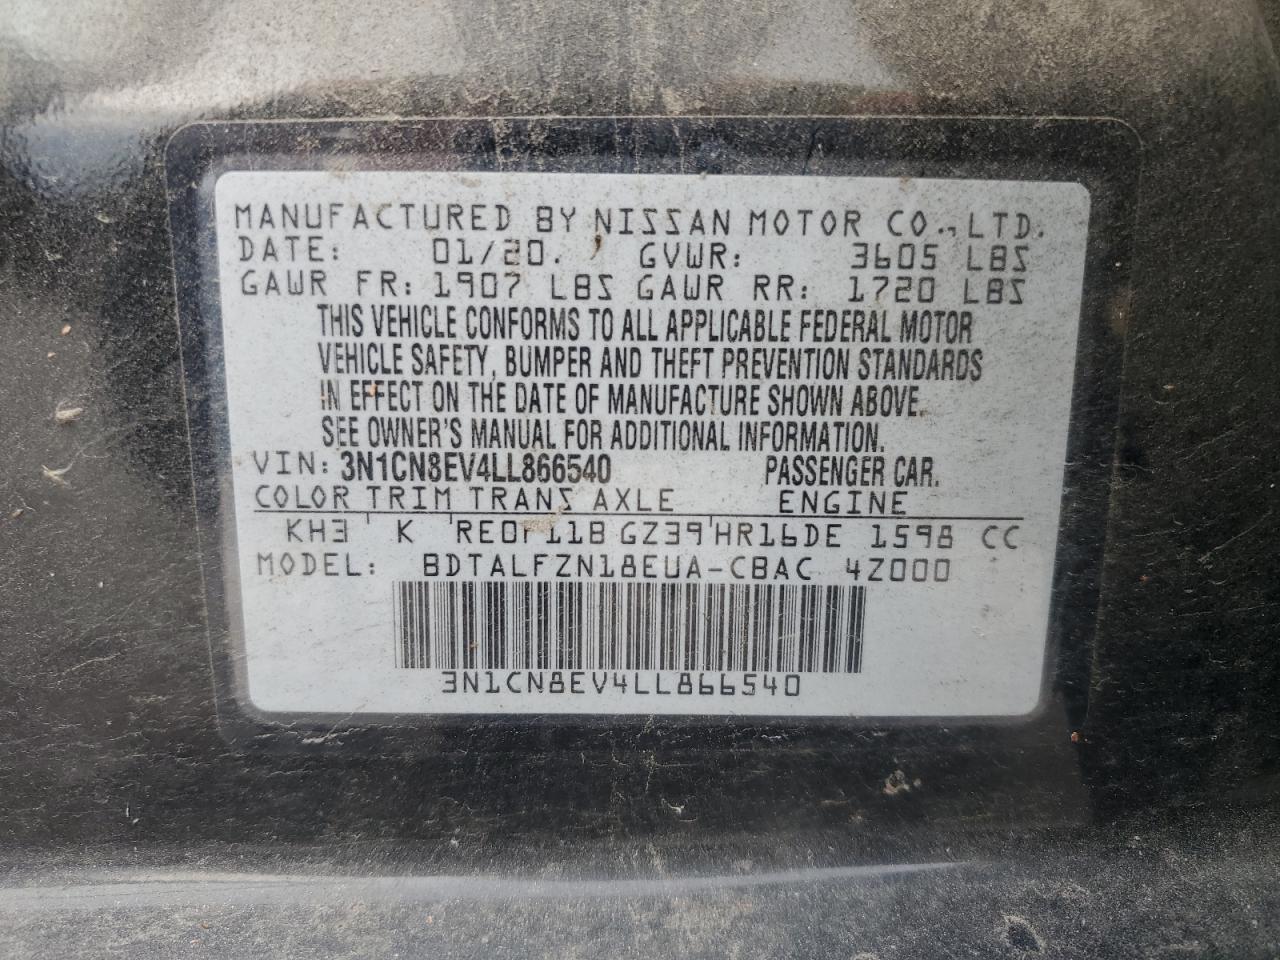 MANUFACTURED BY NISSAN MOTOR CO., LTD.
DATE: 01/20. GVWR: 3605 LBS
GAWR FR: 1907 LBS GAWR RR: 1720 LBS
THIS VEHICLE CONFORMS TO ALL APPLICABLE FEDERAL MOTOR
VEHICLE SAFETY, BUMPER AND THEFT PREVENTION STANDARDS
IN EFFECT ON THE DATE OF MANUFACTURE SHOWN ABOVE.
SEE OWNER'S MANUAL FOR ADDITIONAL INFORMATION.
VIN: 3N1CN8EV4LL866540 PASSENGER CAR.
COLOR TRIM TRANS AXLE ENGINE
KH3 K RE0F11B GZ39 HR16DE 1598 CC
MODEL: BDTALFZN18EUA-CBAC 4Z000
3N1CN8EV4LL866540